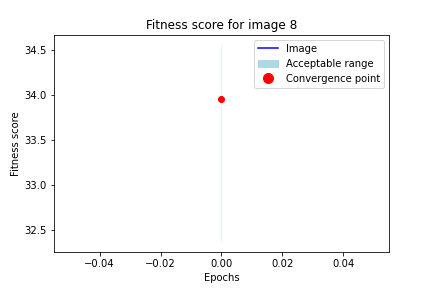 Fitness score for image 8
Image
Acceptable range
Convergence point
34.5
34.0
33.5
33.0
32.5
Fitness score
−0.04 −0.02 0.00 0.02 0.04
Epochs